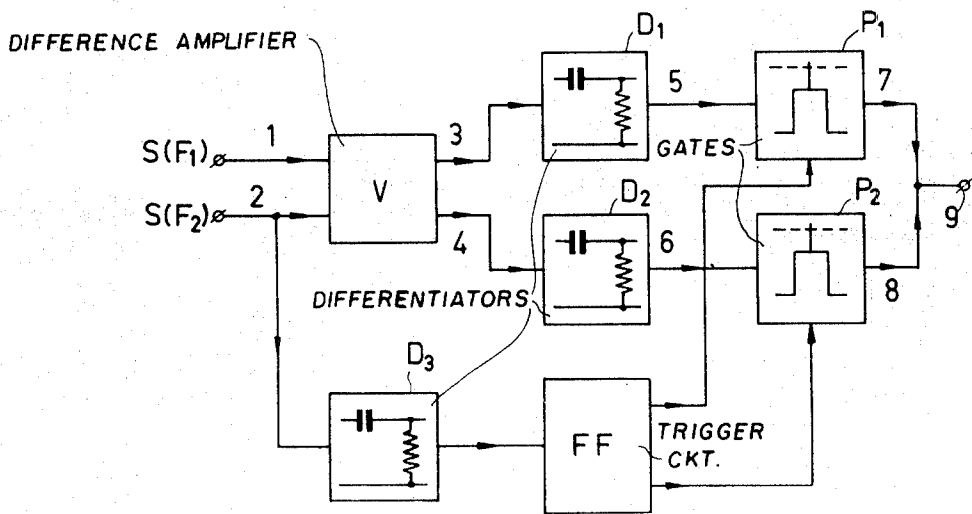 DIFFERENCE AMPLIFIER
D1
P1
1
3
5
7
S(F1)
V
GATES
S(F2)
2
4
D2
6
P2
9
8
DIFFERENTIATORS
D3
FF
TRIGGER
CKT.